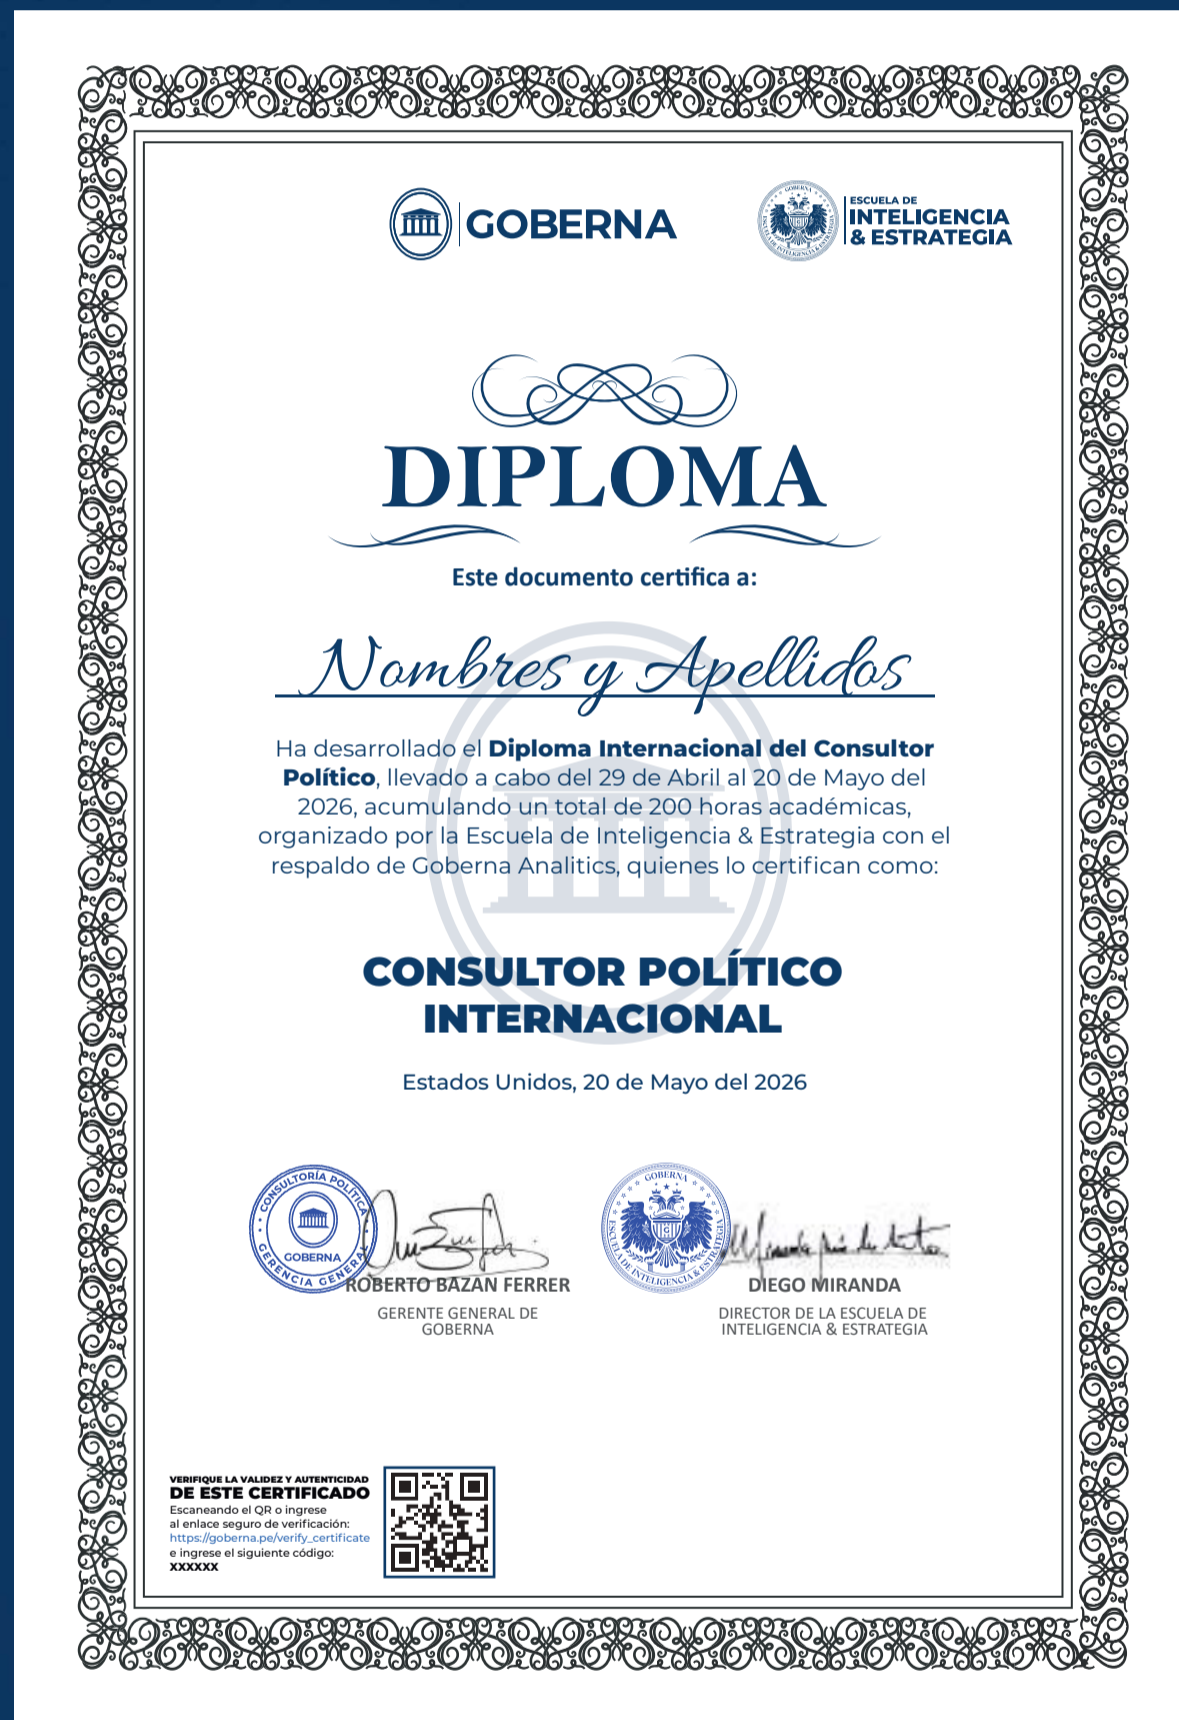 GOBERNA
ESCUELA DE
INTELIGENCIA
& ESTRATEGIA
DIPLOMA
Este documento certifica a:
Nombres y Apellidos
Ha desarrollado el Diploma Internacional del Consultor
Político, llevado a cabo del 29 de Abril al 20 de Mayo del
2026, acumulando un total de 200 horas académicas,
organizado por la Escuela de Inteligencia & Estrategia con el
respaldo de Goberna Analitics, quienes lo certifican como:
CONSULTOR POLÍTICO
INTERNACIONAL
Estados Unidos, 20 de Mayo del 2026
CONSULTORÍA POLÍTICA
GOBERNA
GERENCIA GENERAL
ROBERTO BAZAN FERRER
GERENTE GENERAL DE
GOBERNA
GOBERNA
ESCUELA DE INTELIGENCIA & ESTRATEGIA
DIEGO MIRANDA
DIRECTOR DE LA ESCUELA DE
INTELIGENCIA & ESTRATEGIA
VERIFIQUE LA VALIDEZ Y AUTENTICIDAD
DE ESTE CERTIFICADO
Escaneando el QR o ingrese
al enlace seguro de verificación:
https://goberna.pe/verify_certificate
e ingrese el siguiente código:
XXXXXX